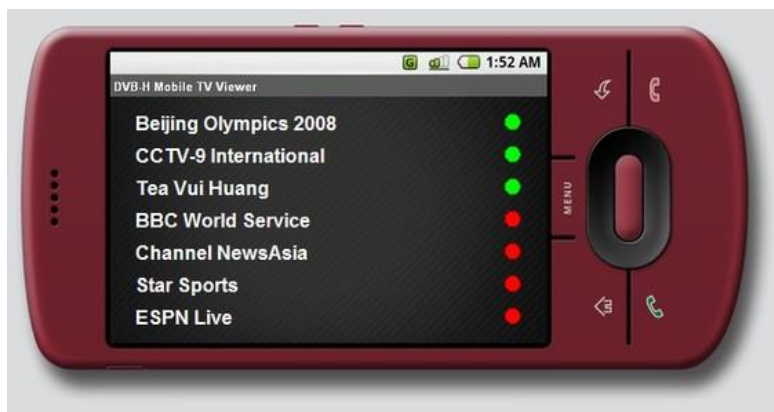 G 1:52 AM
DVB-H Mobile TV Viewer
Beijing Olympics 2008
CCTV-9 International
Tea Vui Huang
BBC World Service
Channel NewsAsia
Star Sports
ESPN Live
MENU